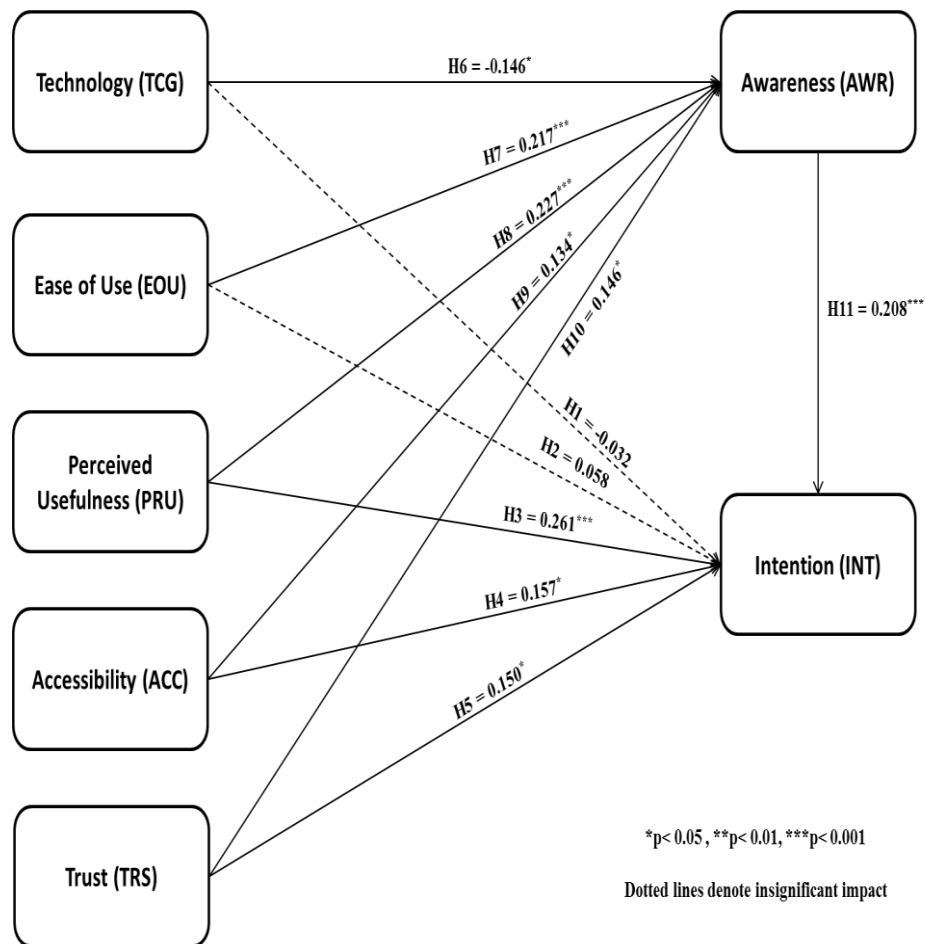 Technology (TCG)
H6 = -0.146*
Awareness (AWR)
H7 = 0.217***
H8 = 0.227***
Ease of Use (EOU)
H9 = 0.134*
H10 = 0.146*
H11 = 0.208***
H1 = -0.032
H2 = 0.058
Perceived
Usefulness (PRU)
H3 = 0.261***
Intention (INT)
H4 = 0.157*
Accessibility (ACC)
H5 = 0.150*
Trust (TRS)
*p< 0.05 , **p< 0.01, ***p< 0.001
Dotted lines denote insignificant impact